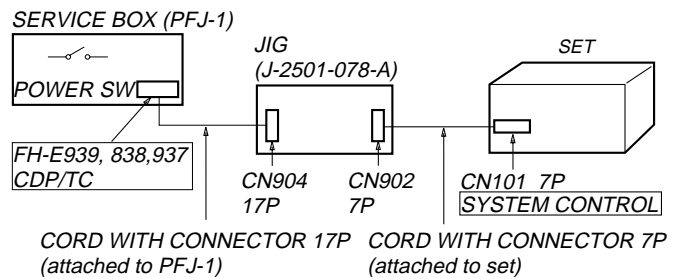 SERVICE BOX (PFJ-1)
POWER SW
FH-E939, 838,937
CDP/TC
JIG
(J-2501-078-A)
SET
CN904
17P
CN902
7P
CN101 7P
SYSTEM CONTROL
CORD WITH CONNECTOR 17P
(attached to PFJ-1)
CORD WITH CONNECTOR 7P
(attached to set)